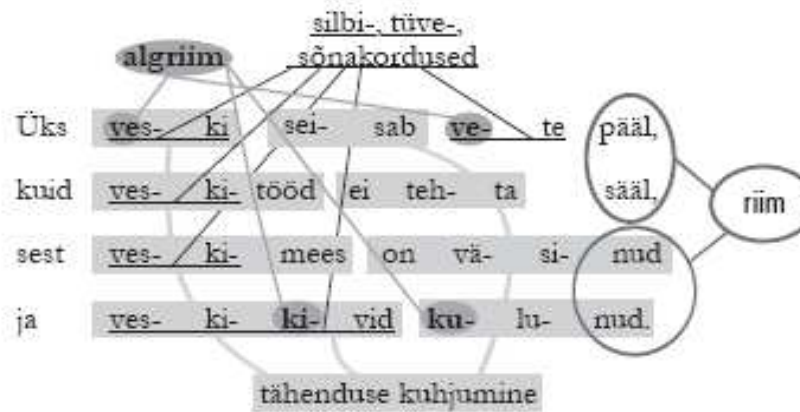 silbi-, tüve-,
algriim sõnakordused
Üks ves- ki sei- sab ve- te pääl,
kuid ves- ki- tööd ei teh- ta sääl,
riim
sest ves- ki- mees on vä- si- nud
ja ves- ki- ki- vid ku- lu- nud.
tähenduse kuhjumine